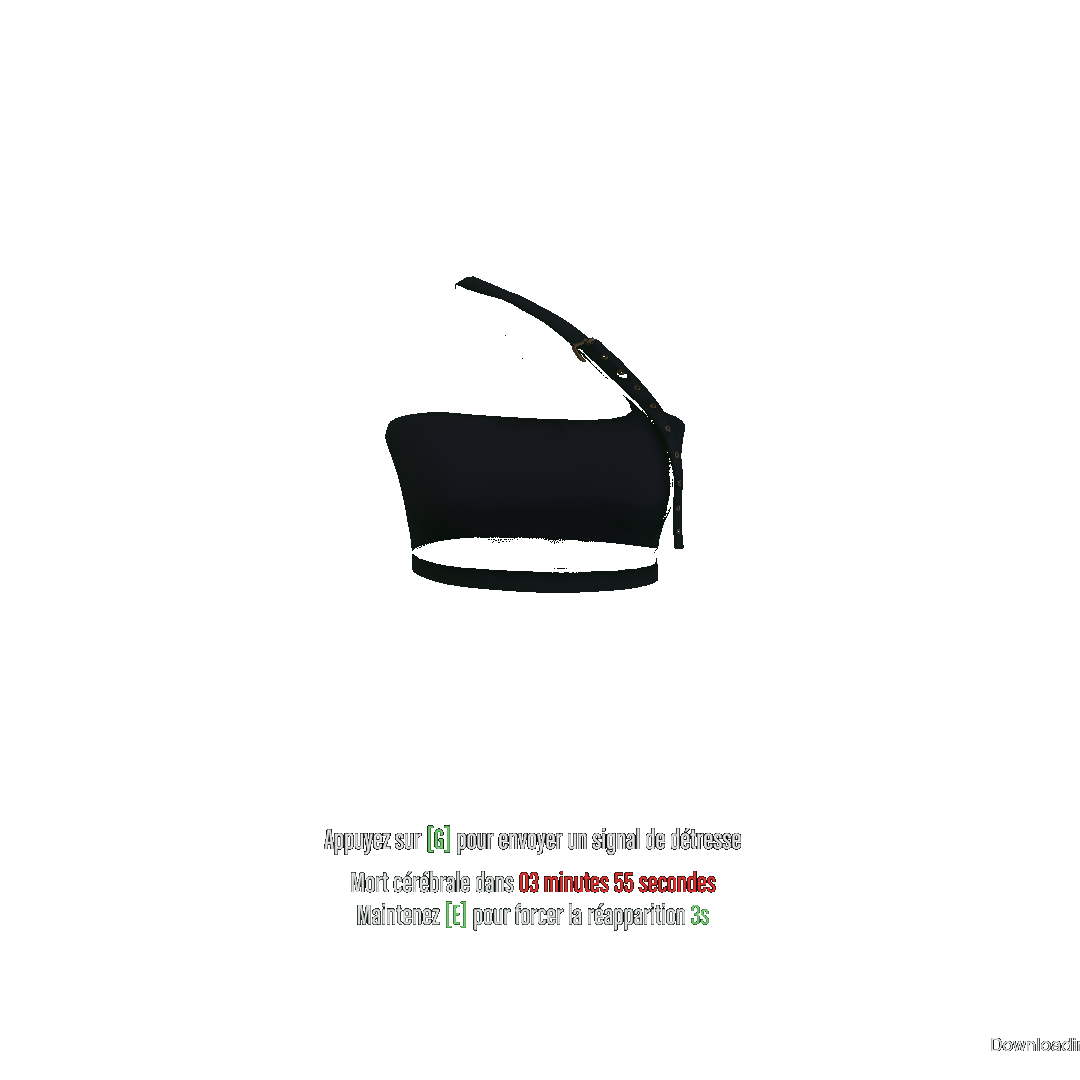 Appuyez sur [G] pour envoyer un signal de détresse
Mort cérébrale dans 03 minutes 55 secondes
Maintenez [E] pour forcer la réapparition 3s